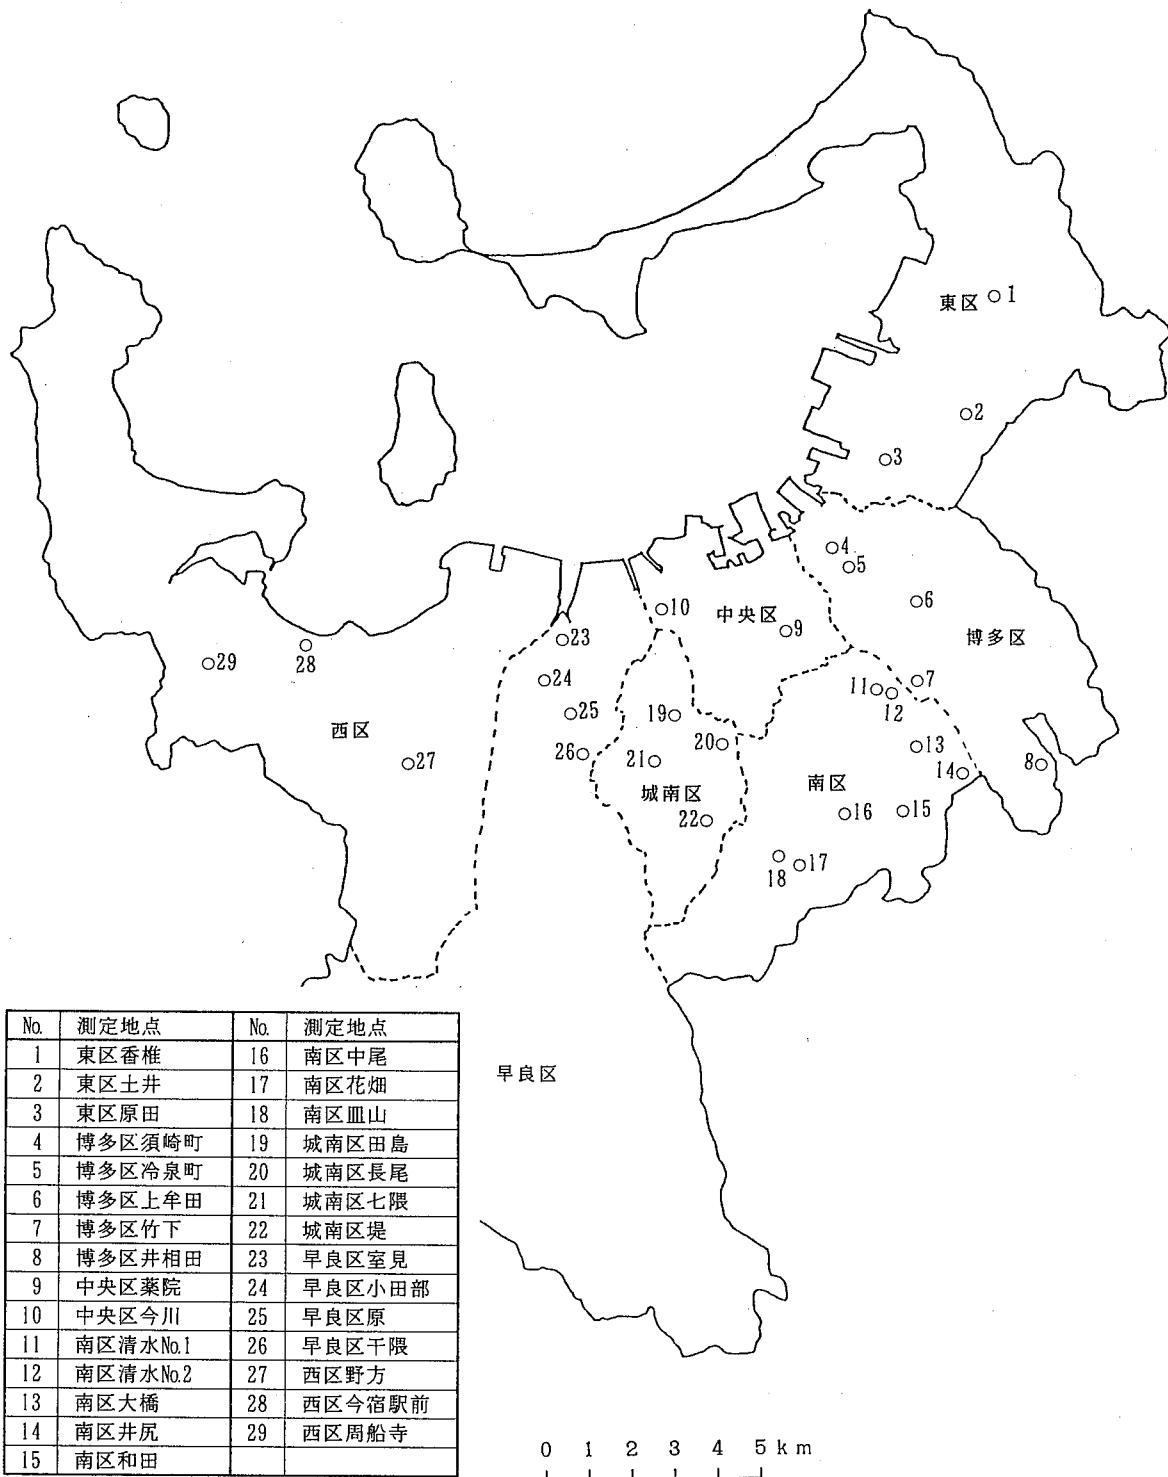 東区 1
2
3
4
5
6
中央区
9
10
博多区
23
29
28
24
11
12
7
25
19
西区
20
13
26
21
27
14
8
城南区
南区
22
16
15
18
17
No. 測定地点 No. 測定地点
1 東区香椎 16 南区中尾
2 東区土井 17 南区花畑
3 東区原田 18 南区皿山
4 博多区須崎町 19 城南区田島
5 博多区冷泉町 20 城南区長尾
6 博多区上牟田 21 城南区七隈
7 博多区竹下 22 城南区堤
8 博多区井相田 23 早良区室見
9 中央区薬院 24 早良区小田部
10 中央区今川 25 早良区原
11 南区清水No.1 26 早良区干隈
12 南区清水No.2 27 西区野方
13 南区大橋 28 西区今宿駅前
14 南区井尻 29 西区周船寺
15 南区和田
早良区
0 1 2 3 4 5 km